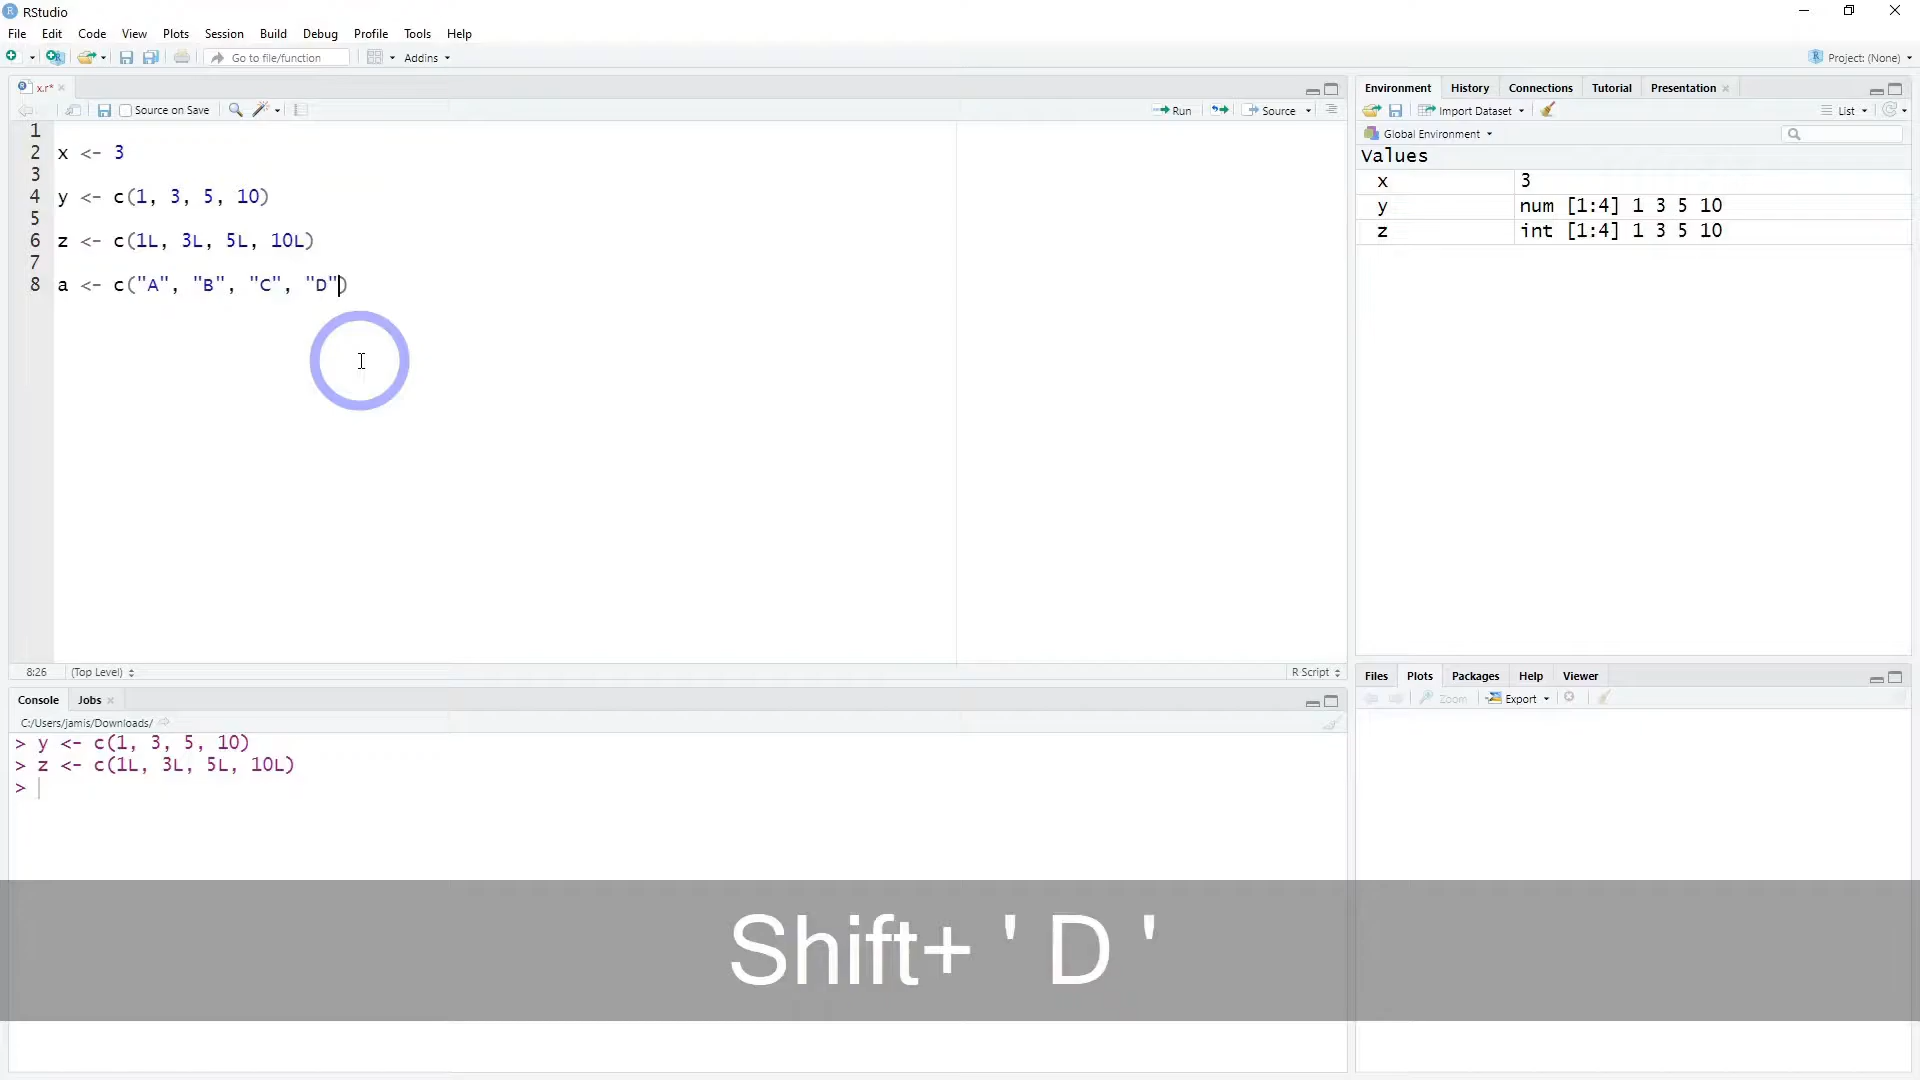 RStudio
File Edit Code View Plots Session Build Debug Profile Tools Help
Go to file/function Addins Project: (None)
x.r*
Source on Save Run Source
1
2 x <- 3
3
4 y <- c(1, 3, 5, 10)
5
6 z <- c(1L, 3L, 5L, 10L)
7
8 a <- c("A", "B", "C", "D")
8:26 (Top Level) R Script
Environment History Connections Tutorial Presentation
Import Dataset List
Global Environment
Values
x 3
y num [1:4] 1 3 5 10
z int [1:4] 1 3 5 10
Console Jobs
C:/Users/jamis/Downloads/
> y <- c(1, 3, 5, 10)
> z <- c(1L, 3L, 5L, 10L)
>
Files Plots Packages Help Viewer
Zoom Export
Shift+ ' D '